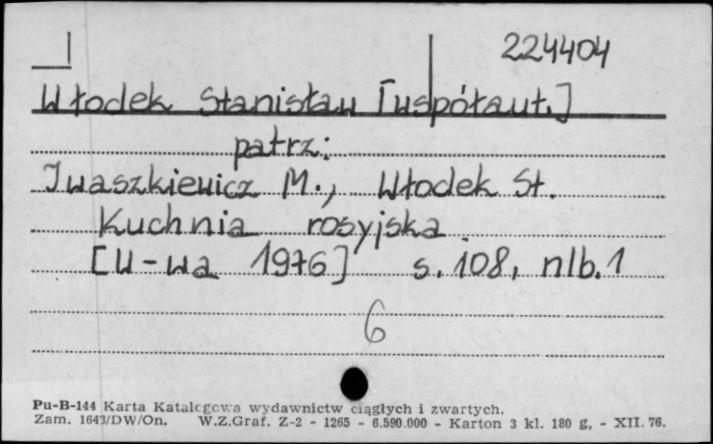 224404
Włodek Stanisław [współaut.]
patrz:
Iwaszkiewicz M., Włodek St.
Kuchnia rosyjska
[W-wa 1976] s. 108, nlb. 1
6
Pu-B-144 Karta Katalogowa wydawnictw ciągłych i zwartych.
Zam. 1643/DW/On. W.Z.Graf. Z-2 - 1265 - 6.590.000 - Karton 3 kl. 180 g, - XII. 76.